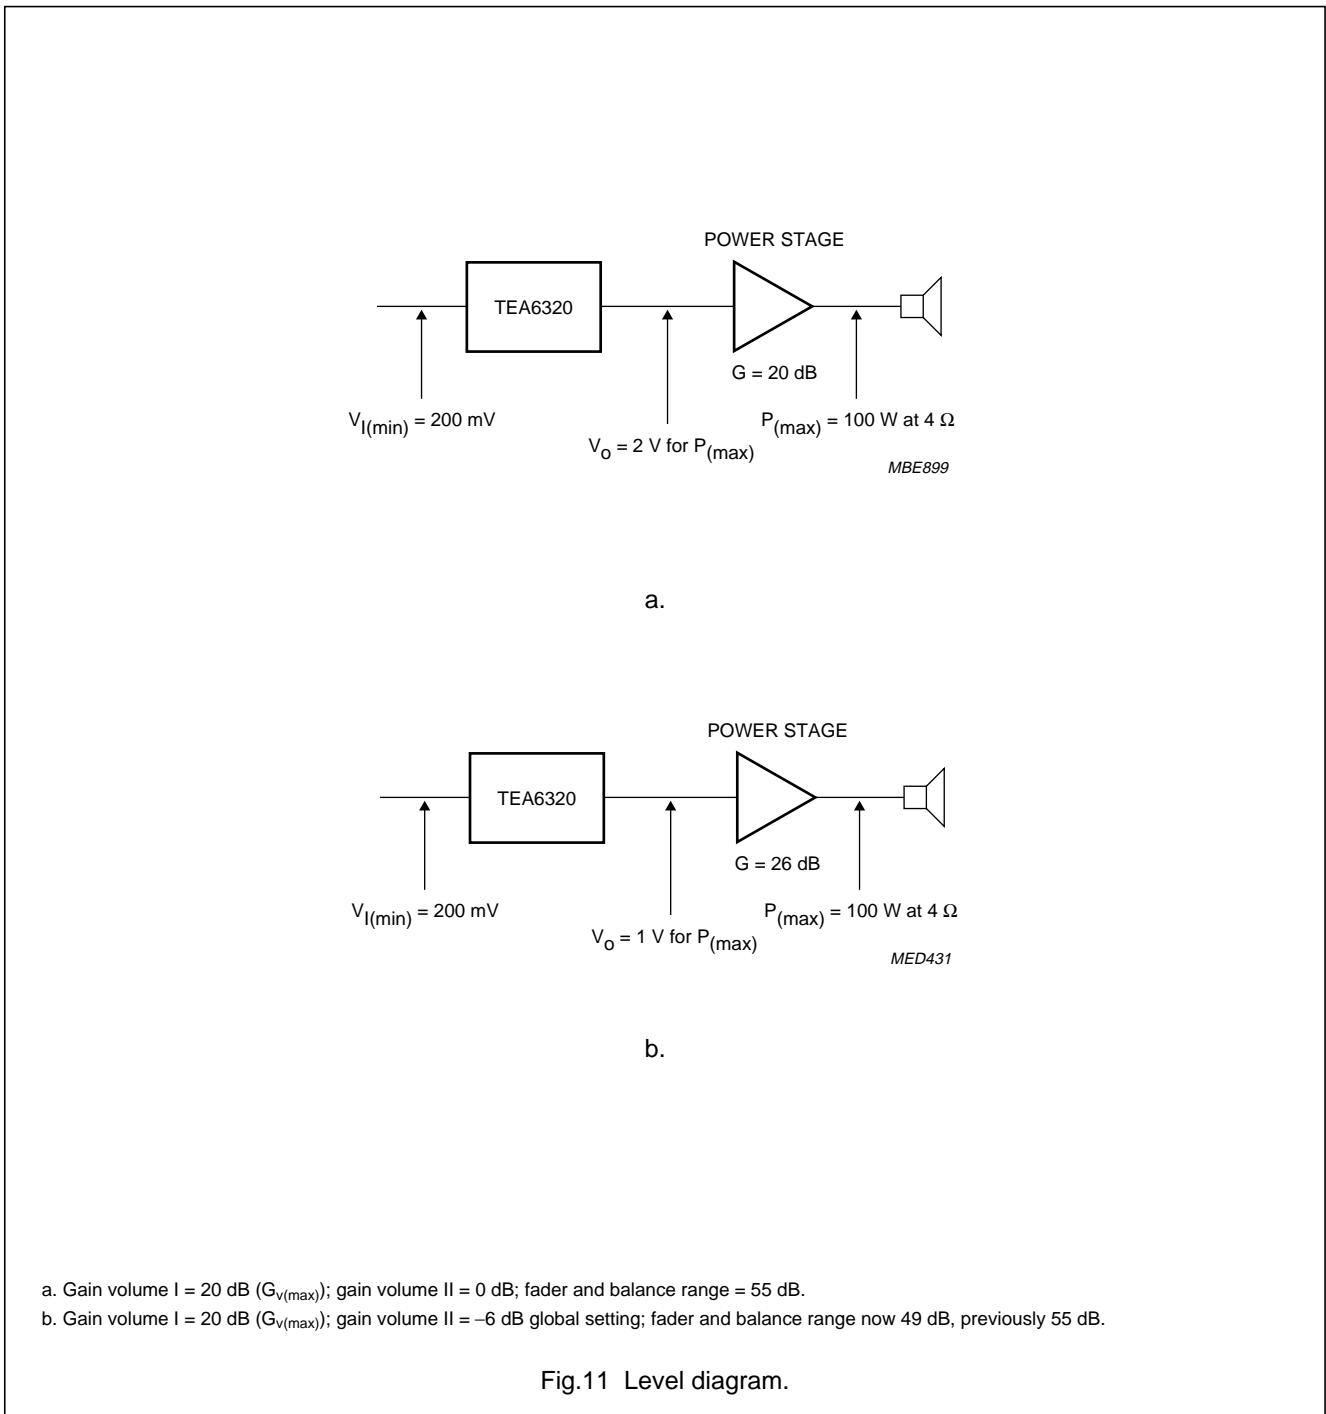 POWER STAGE
TEA6320
G = 20 dB
V_I(min) = 200 mV
P_(max) = 100 W at 4 Ω
V_o = 2 V for P_(max)
MBE899
a.
POWER STAGE
TEA6320
G = 26 dB
V_I(min) = 200 mV
P_(max) = 100 W at 4 Ω
V_o = 1 V for P_(max)
MED431
b.
a. Gain volume I = 20 dB (G_v(max)); gain volume II = 0 dB; fader and balance range = 55 dB.
b. Gain volume I = 20 dB (G_v(max)); gain volume II = −6 dB global setting; fader and balance range now 49 dB, previously 55 dB.
Fig.11 Level diagram.